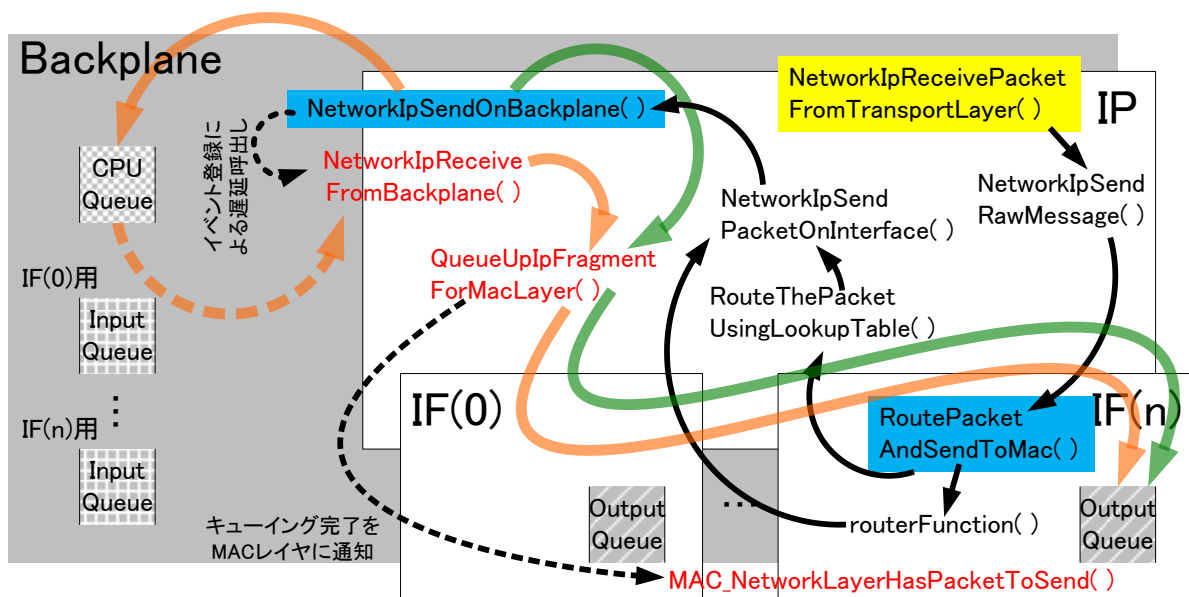 Backplane
IP
NetworkIpReceivePacket
FromTransportLayer( )
NetworkIpSendOnBackplane( )
イベント登録に
よる遅延呼出し
CPU
Queue
NetworkIpReceive
FromBackplane( )
NetworkIpSend
PacketOnInterface( )
NetworkIpSend
RawMessage( )
QueueUpIpFragment
ForMacLayer( )
RouteThePacket
UsingLookupTable( )
IF(0)用
Input
Queue
⋮
IF(n)用
Input
Queue
IF(0)
IF(n)
RoutePacket
AndSendToMac( )
Output
Queue
…
routerFunction( )
Output
Queue
キューイング完了を
MACレイヤに通知
MAC_NetworkLayerHasPacketToSend( )